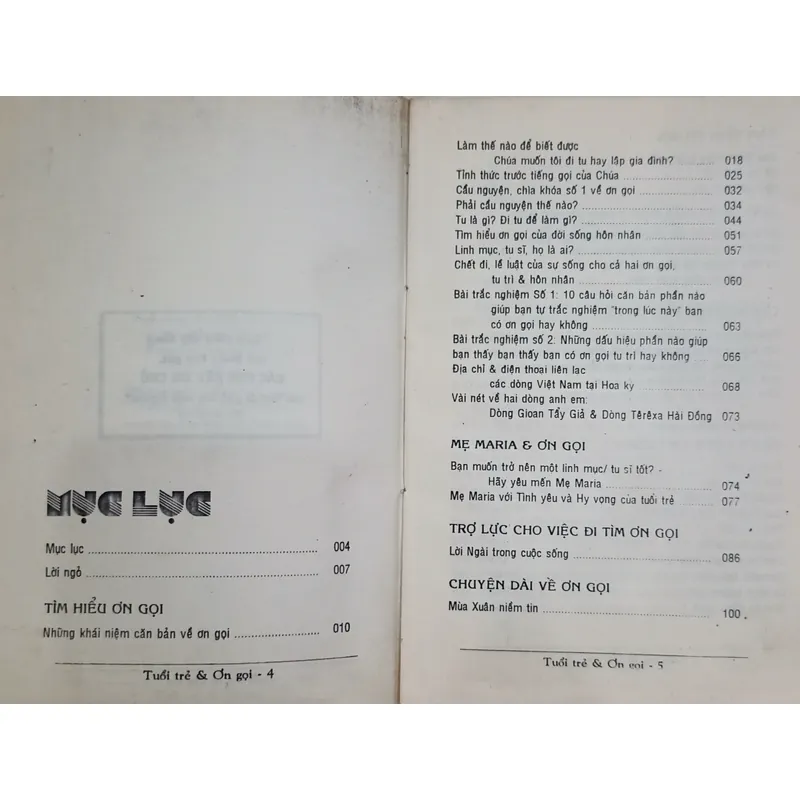 MỤC LỤC
Mục lục ........ 004
Lời ngỏ ........ 007
TÌM HIỂU ƠN GỌI
Những khái niệm căn bản về ơn gọi ........ 010
Tuổi trẻ & Ơn gọi - 4
Làm thế nào để biết được
Chúa muốn tôi đi tu hay lập gia đình? ........ 018
Tỉnh thức trước tiếng gọi của Chúa ........ 025
Cầu nguyện, chìa khóa số 1 về ơn gọi ........ 032
Phải cầu nguyện thế nào? ........ 034
Tu là gì? Đi tu để làm gì? ........ 044
Tìm hiểu ơn gọi của đời sống hôn nhân ........ 051
Linh mục, tu sĩ, họ là ai? ........ 057
Chết đi, lề luật của sự sống cho cả hai ơn gọi,
tu trì & hôn nhân ........ 060
Bài trắc nghiệm Số 1: 10 câu hỏi căn bản phần nào
giúp bạn tự trắc nghiệm "trong lúc này" bạn
có ơn gọi hay không ........ 063
Bài trắc nghiệm số 2: Những dấu hiệu phần nào giúp
bạn thấy bạn thấy bạn có ơn gọi tu trì hay không ........ 066
Địa chỉ & điện thoại liên lạc
các dòng Việt Nam tại Hoa kỳ ........ 068
Vài nét về hai dòng anh em:
Dòng Gioan Tẩy Giả & Dòng Têrêxa Hài Đồng 073
MẸ MARIA & ƠN GỌI
Bạn muốn trở nên một linh mục/ tu sĩ tốt? -
Hãy yêu mến Mẹ Maria ........ 074
Mẹ Maria với Tình yêu và Hy vọng của tuổi trẻ ........ 077
TRỢ LỰC CHO VIỆC ĐI TÌM ƠN GỌI
Lời Ngài trong cuộc sống ........ 086
CHUYỆN DÀI VỀ ƠN GỌI
Mùa Xuân niềm tin ........ 100
Tuổi trẻ & Ơn gọi - 5